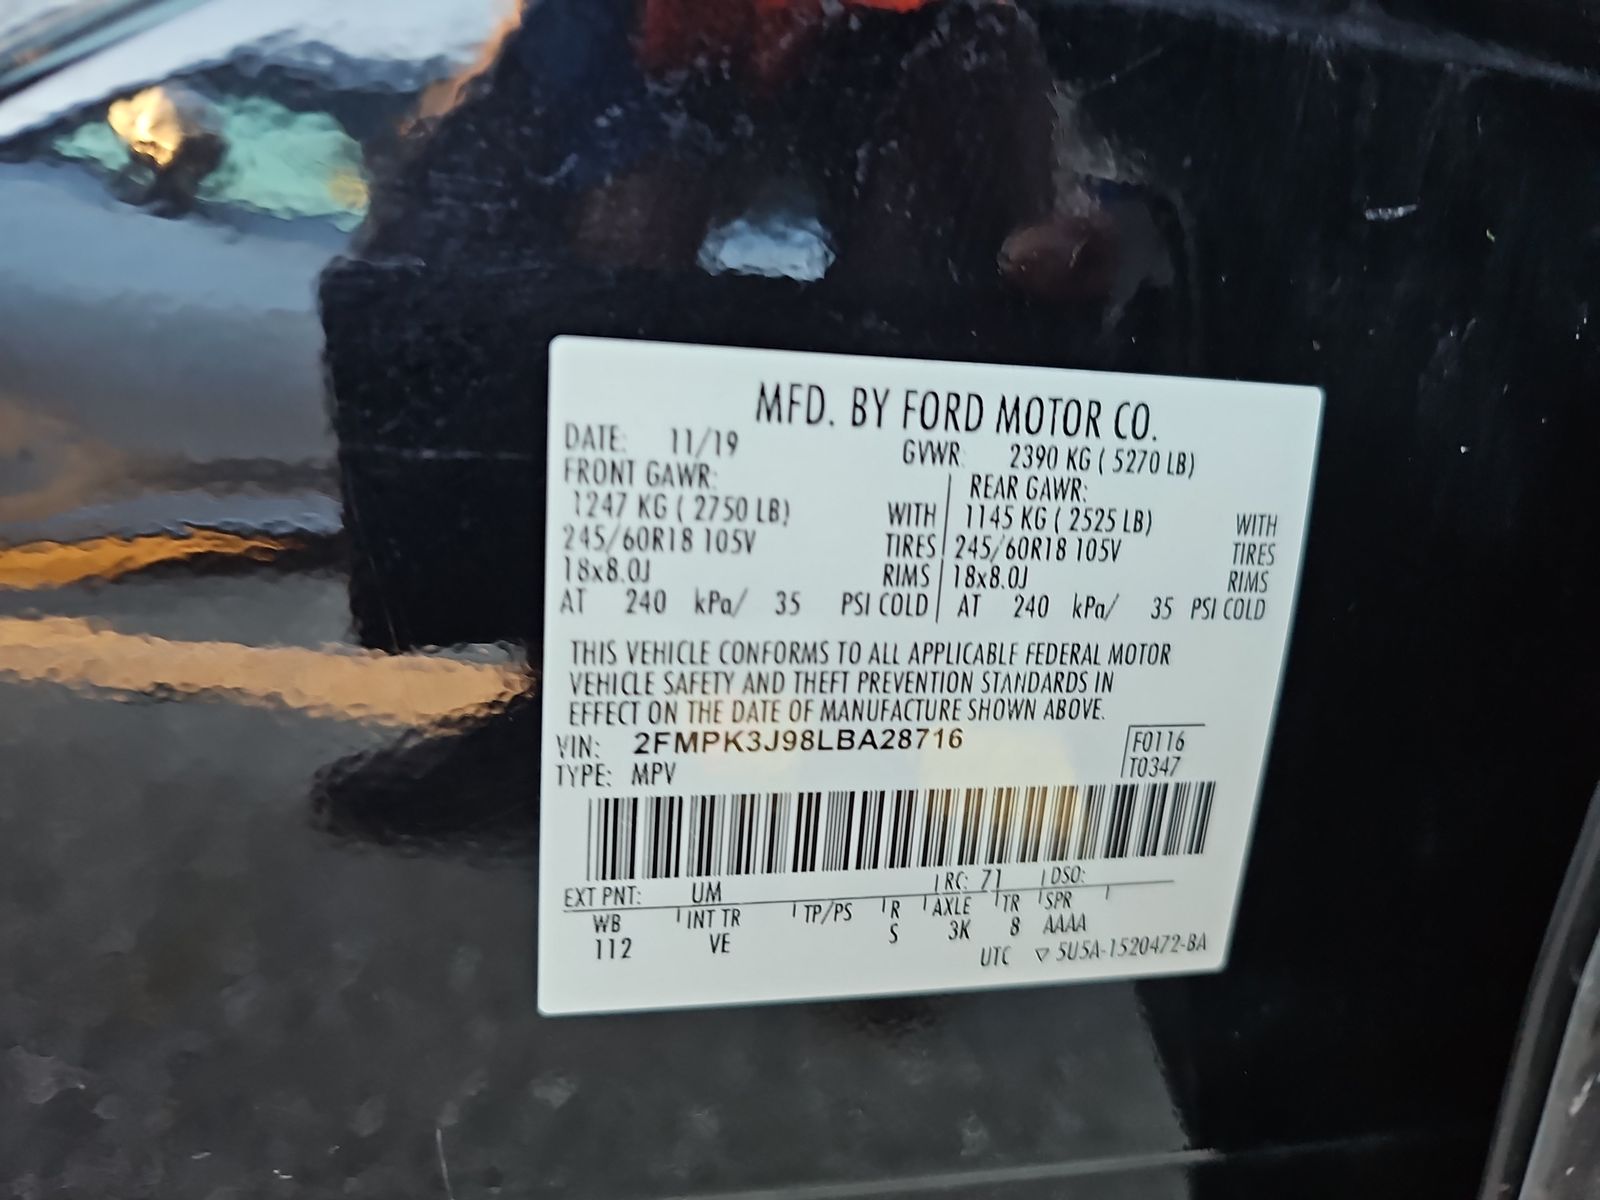 MFD. BY FORD MOTOR CO.
DATE: 11/19 GVWR: 2390 KG ( 5270 LB)
FRONT GAWR: REAR GAWR:
1247 KG ( 2750 LB) WITH 1145 KG ( 2525 LB) WITH
245/60R18 105V TIRES 245/60R18 105V TIRES
18x8.0J RIMS 18x8.0J RIMS
AT 240 kPa/ 35 PSI COLD AT 240 kPa/ 35 PSI COLD
THIS VEHICLE CONFORMS TO ALL APPLICABLE FEDERAL MOTOR
VEHICLE SAFETY AND THEFT PREVENTION STANDARDS IN
EFFECT ON THE DATE OF MANUFACTURE SHOWN ABOVE.
VIN: 2FMPK3J98LBA28716 F0116
TYPE: MPV T0347
EXT PNT: UM RC: 71 DSO:
WB INT TR TP/PS R AXLE TR SPR
112 VE S 3K 8 AAAA
UTC ▽ 5U5A-1520472-BA